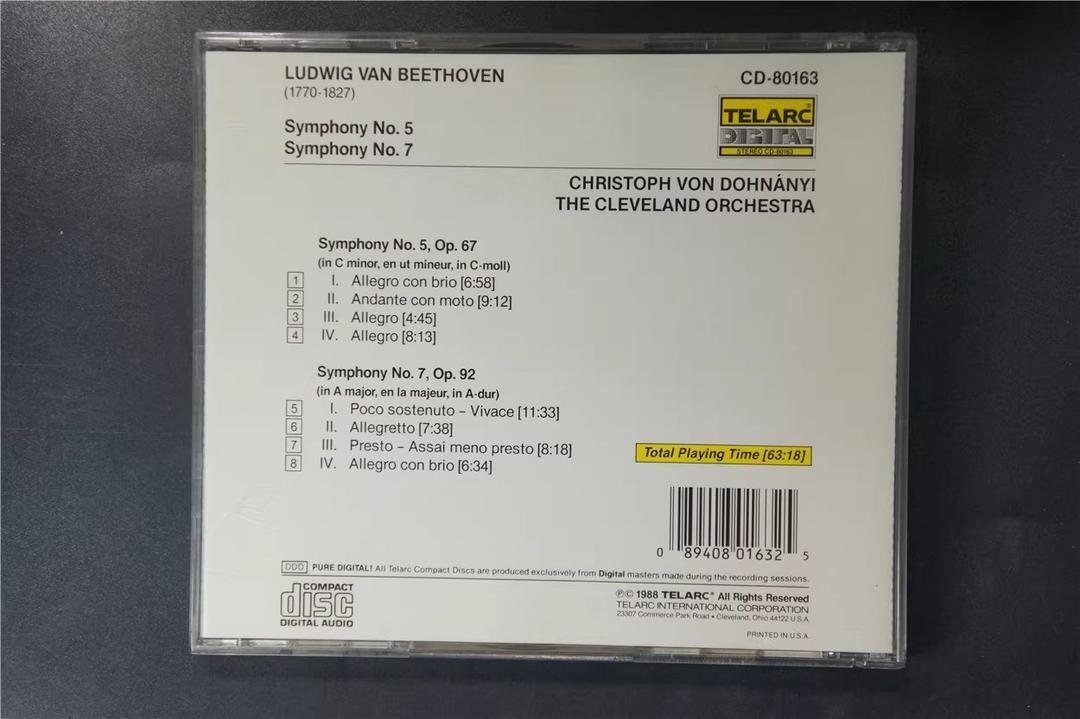 LUDWIG VAN BEETHOVEN
(1770-1827)
CD-80163
Symphony No. 5
Symphony No. 7
TELARC®
DIGITAL
STEREO CD-80163
CHRISTOPH VON DOHNÁNYI
THE CLEVELAND ORCHESTRA
Symphony No. 5, Op. 67
(in C minor, en ut mineur, in C-moll)
1 I. Allegro con brio [6:58]
2 II. Andante con moto [9:12]
3 III. Allegro [4:45]
4 IV. Allegro [8:13]
Symphony No. 7, Op. 92
(in A major, en la majeur, in A-dur)
5 I. Poco sostenuto – Vivace [11:33]
6 II. Allegretto [7:38]
7 III. Presto – Assai meno presto [8:18]
8 IV. Allegro con brio [6:34]
Total Playing Time [63:18]
0 89408 01632 5
DDD PURE DIGITAL! All Telarc Compact Discs are produced exclusively from Digital masters made during the recording sessions.
COMPACT
disc
DIGITAL AUDIO
℗© 1988 TELARC® All Rights Reserved
TELARC INTERNATIONAL CORPORATION
23307 Commerce Park Road • Cleveland, Ohio 44122 U.S.A.
PRINTED IN U.S.A.